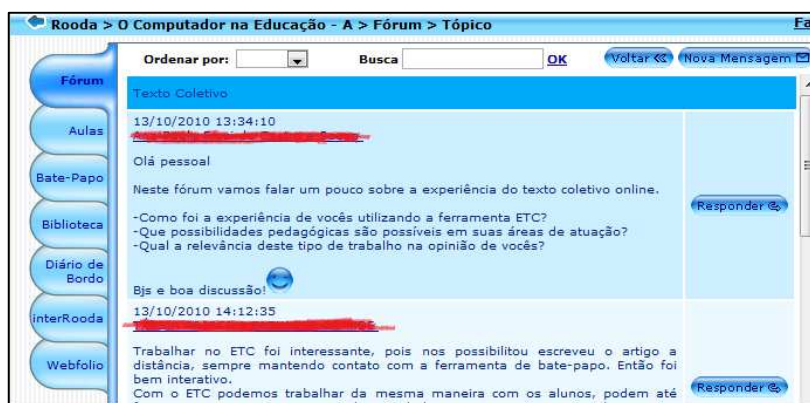 Rooda > O Computador na Educação - A > Fórum > Tópico
Fa
Ordenar por:
Busca
OK
Voltar
Nova Mensagem
Fórum
Aulas
Bate-Papo
Biblioteca
Diário de
Bordo
interRooda
Webfolio
Texto Coletivo
13/10/2010 13:34:10
Olá pessoal
Neste fórum vamos falar um pouco sobre a experiência do texto coletivo online.
-Como foi a experiência de vocês utilizando a ferramenta ETC?
-Que possibilidades pedagógicas são possíveis em suas áreas de atuação?
-Qual a relevância deste tipo de trabalho na opinião de vocês?
Bjs e boa discussão!
Responder
13/10/2010 14:12:35
Trabalhar no ETC foi interessante, pois nos possibilitou escreveu o artigo a
distância, sempre mantendo contato com a ferramenta de bate-papo. Então foi
bem interativo.
Com o ETC podemos trabalhar da mesma maneira com os alunos, podem até
Responder